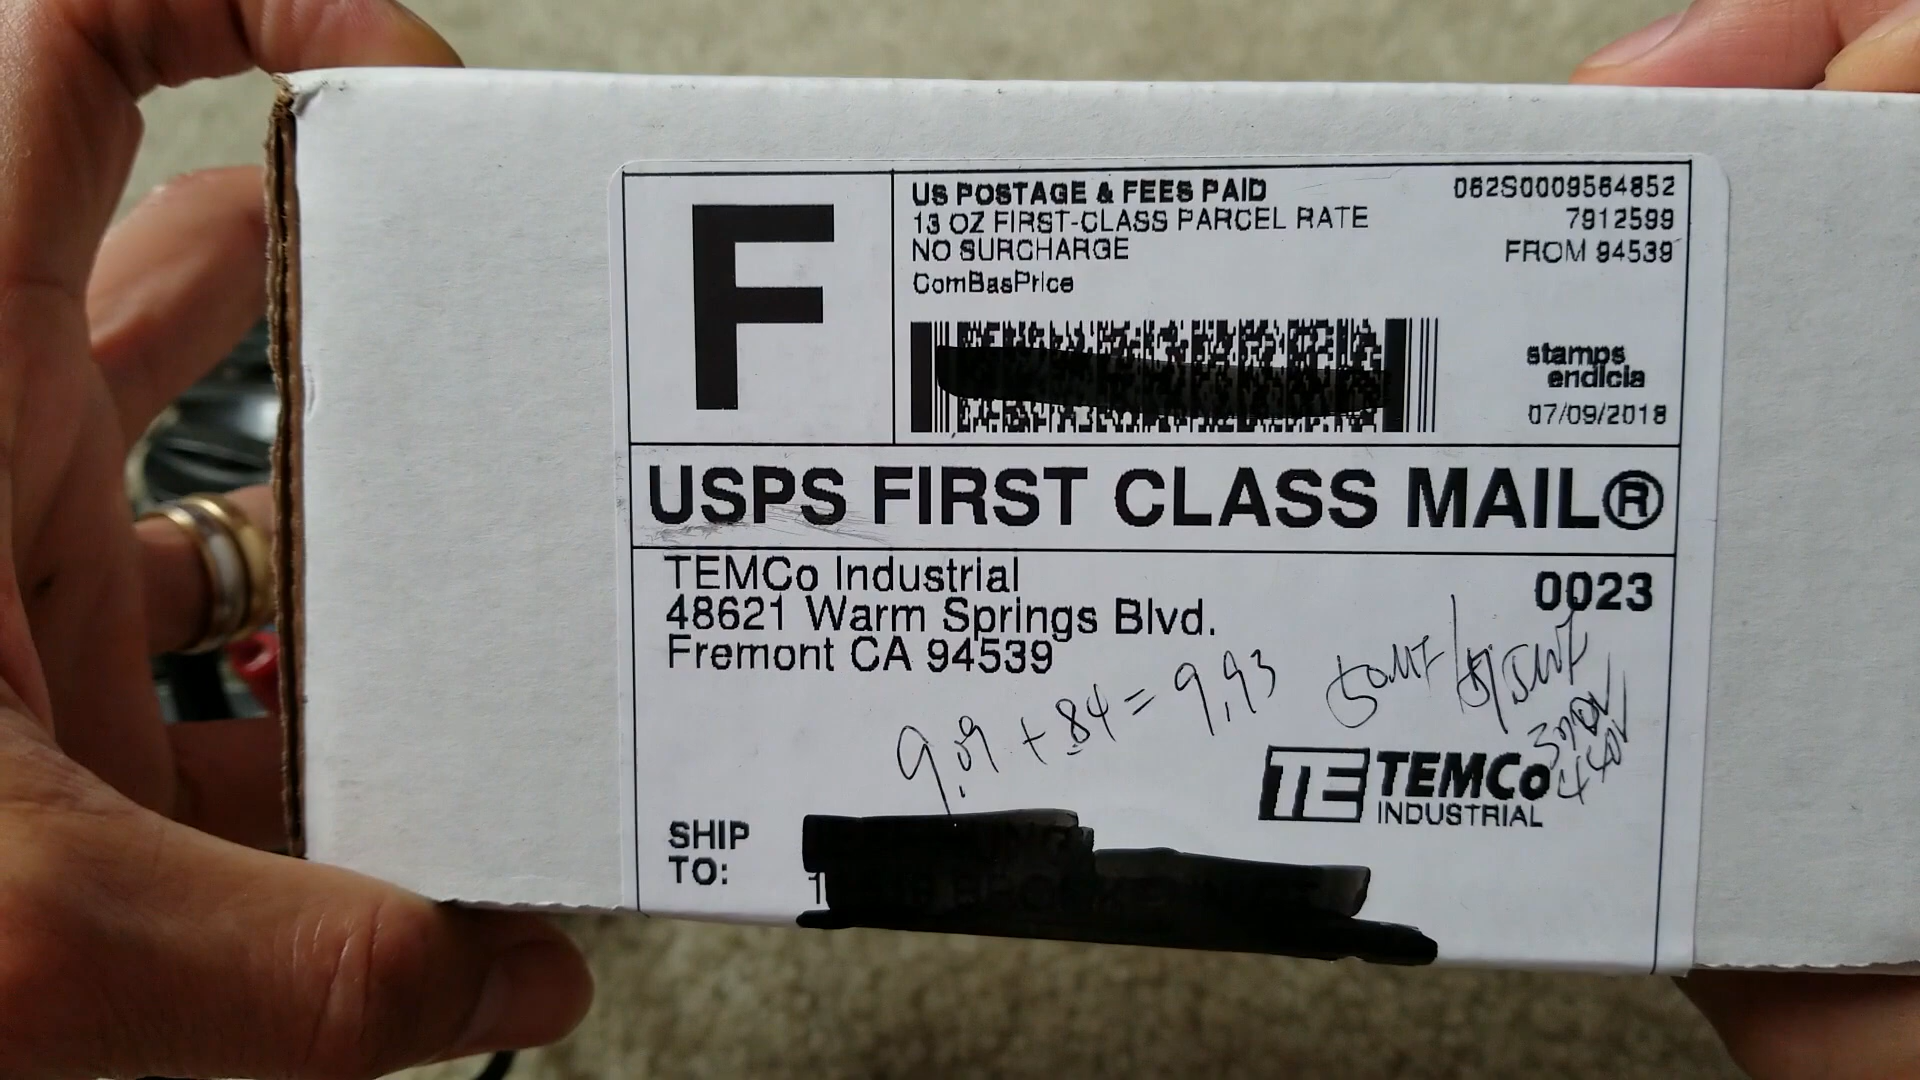 F
US POSTAGE & FEES PAID
13 OZ FIRST-CLASS PARCEL RATE
NO SURCHARGE
ComBasPrice
062S0009564852
7912599
FROM 94539
stamps
endicia
07/09/2018
USPS FIRST CLASS MAIL®
TEMCo Industrial
48621 Warm Springs Blvd.
Fremont CA 94539
0023
9.09 + .84 = 9.93
50MF/
370V
440V
TE TEMCo
INDUSTRIAL
SHIP
TO: